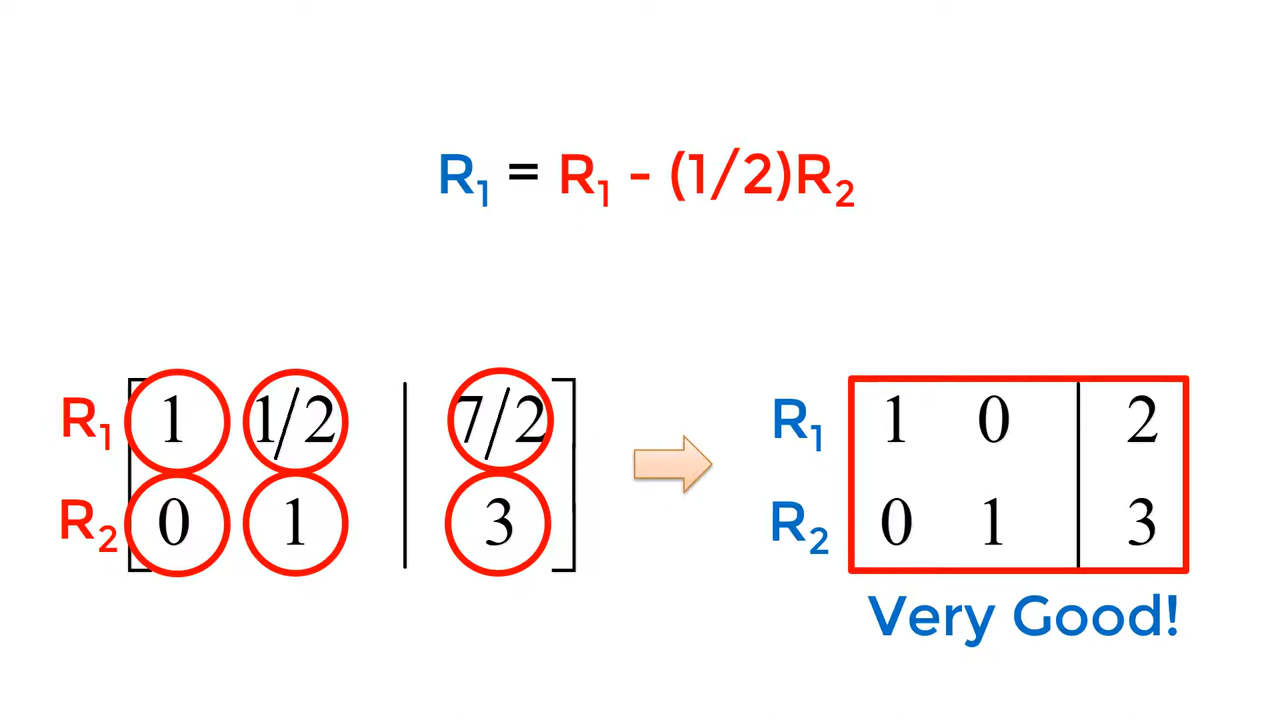 R₁ = R₁ - (1/2)R₂
R₁ 1 1/2 | 7/2
R₂ 0 1 | 3
R₁ 1 0 | 2
R₂ 0 1 | 3
Very Good!